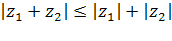 |z₁ + z₂| ≤ |z₁| + |z₂|